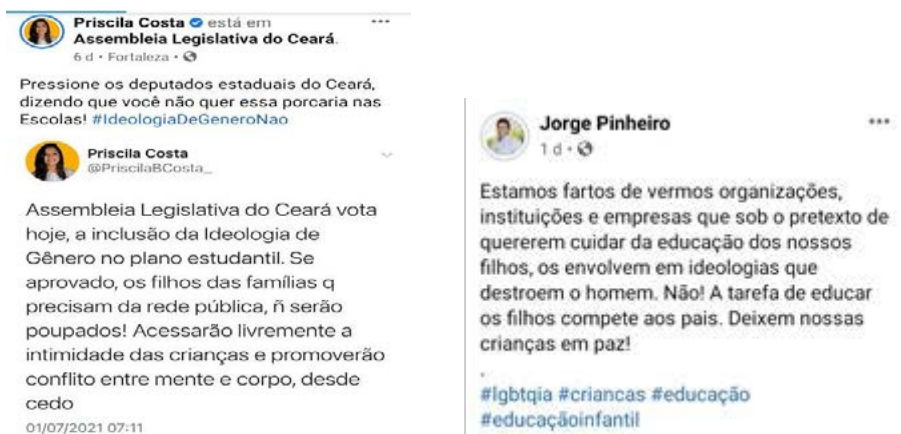 Priscila Costa está em
Assembleia Legislativa do Ceará.
6 d · Fortaleza ·
Pressione os deputados estaduais do Ceará,
dizendo que você não quer essa porcaria nas
Escolas! #IdeologiaDeGeneroNao
Priscila Costa
@PriscilaBCosta_
Assembleia Legislativa do Ceará vota
hoje, a inclusão da Ideologia de
Gênero no plano estudantil. Se
aprovado, os filhos das famílias q
precisam da rede pública, ñ serão
poupados! Acessarão livremente a
intimidade das crianças e promoverão
conflito entre mente e corpo, desde
cedo
01/07/2021 07:11
Jorge Pinheiro
1 d ·
Estamos fartos de vermos organizações,
instituições e empresas que sob o pretexto de
quererem cuidar da educação dos nossos
filhos, os envolvem em ideologias que
destroem o homem. Não! A tarefa de educar
os filhos compete aos pais. Deixem nossas
crianças em paz!
.
#lgbtqia #criancas #educação
#educaçãoinfantil